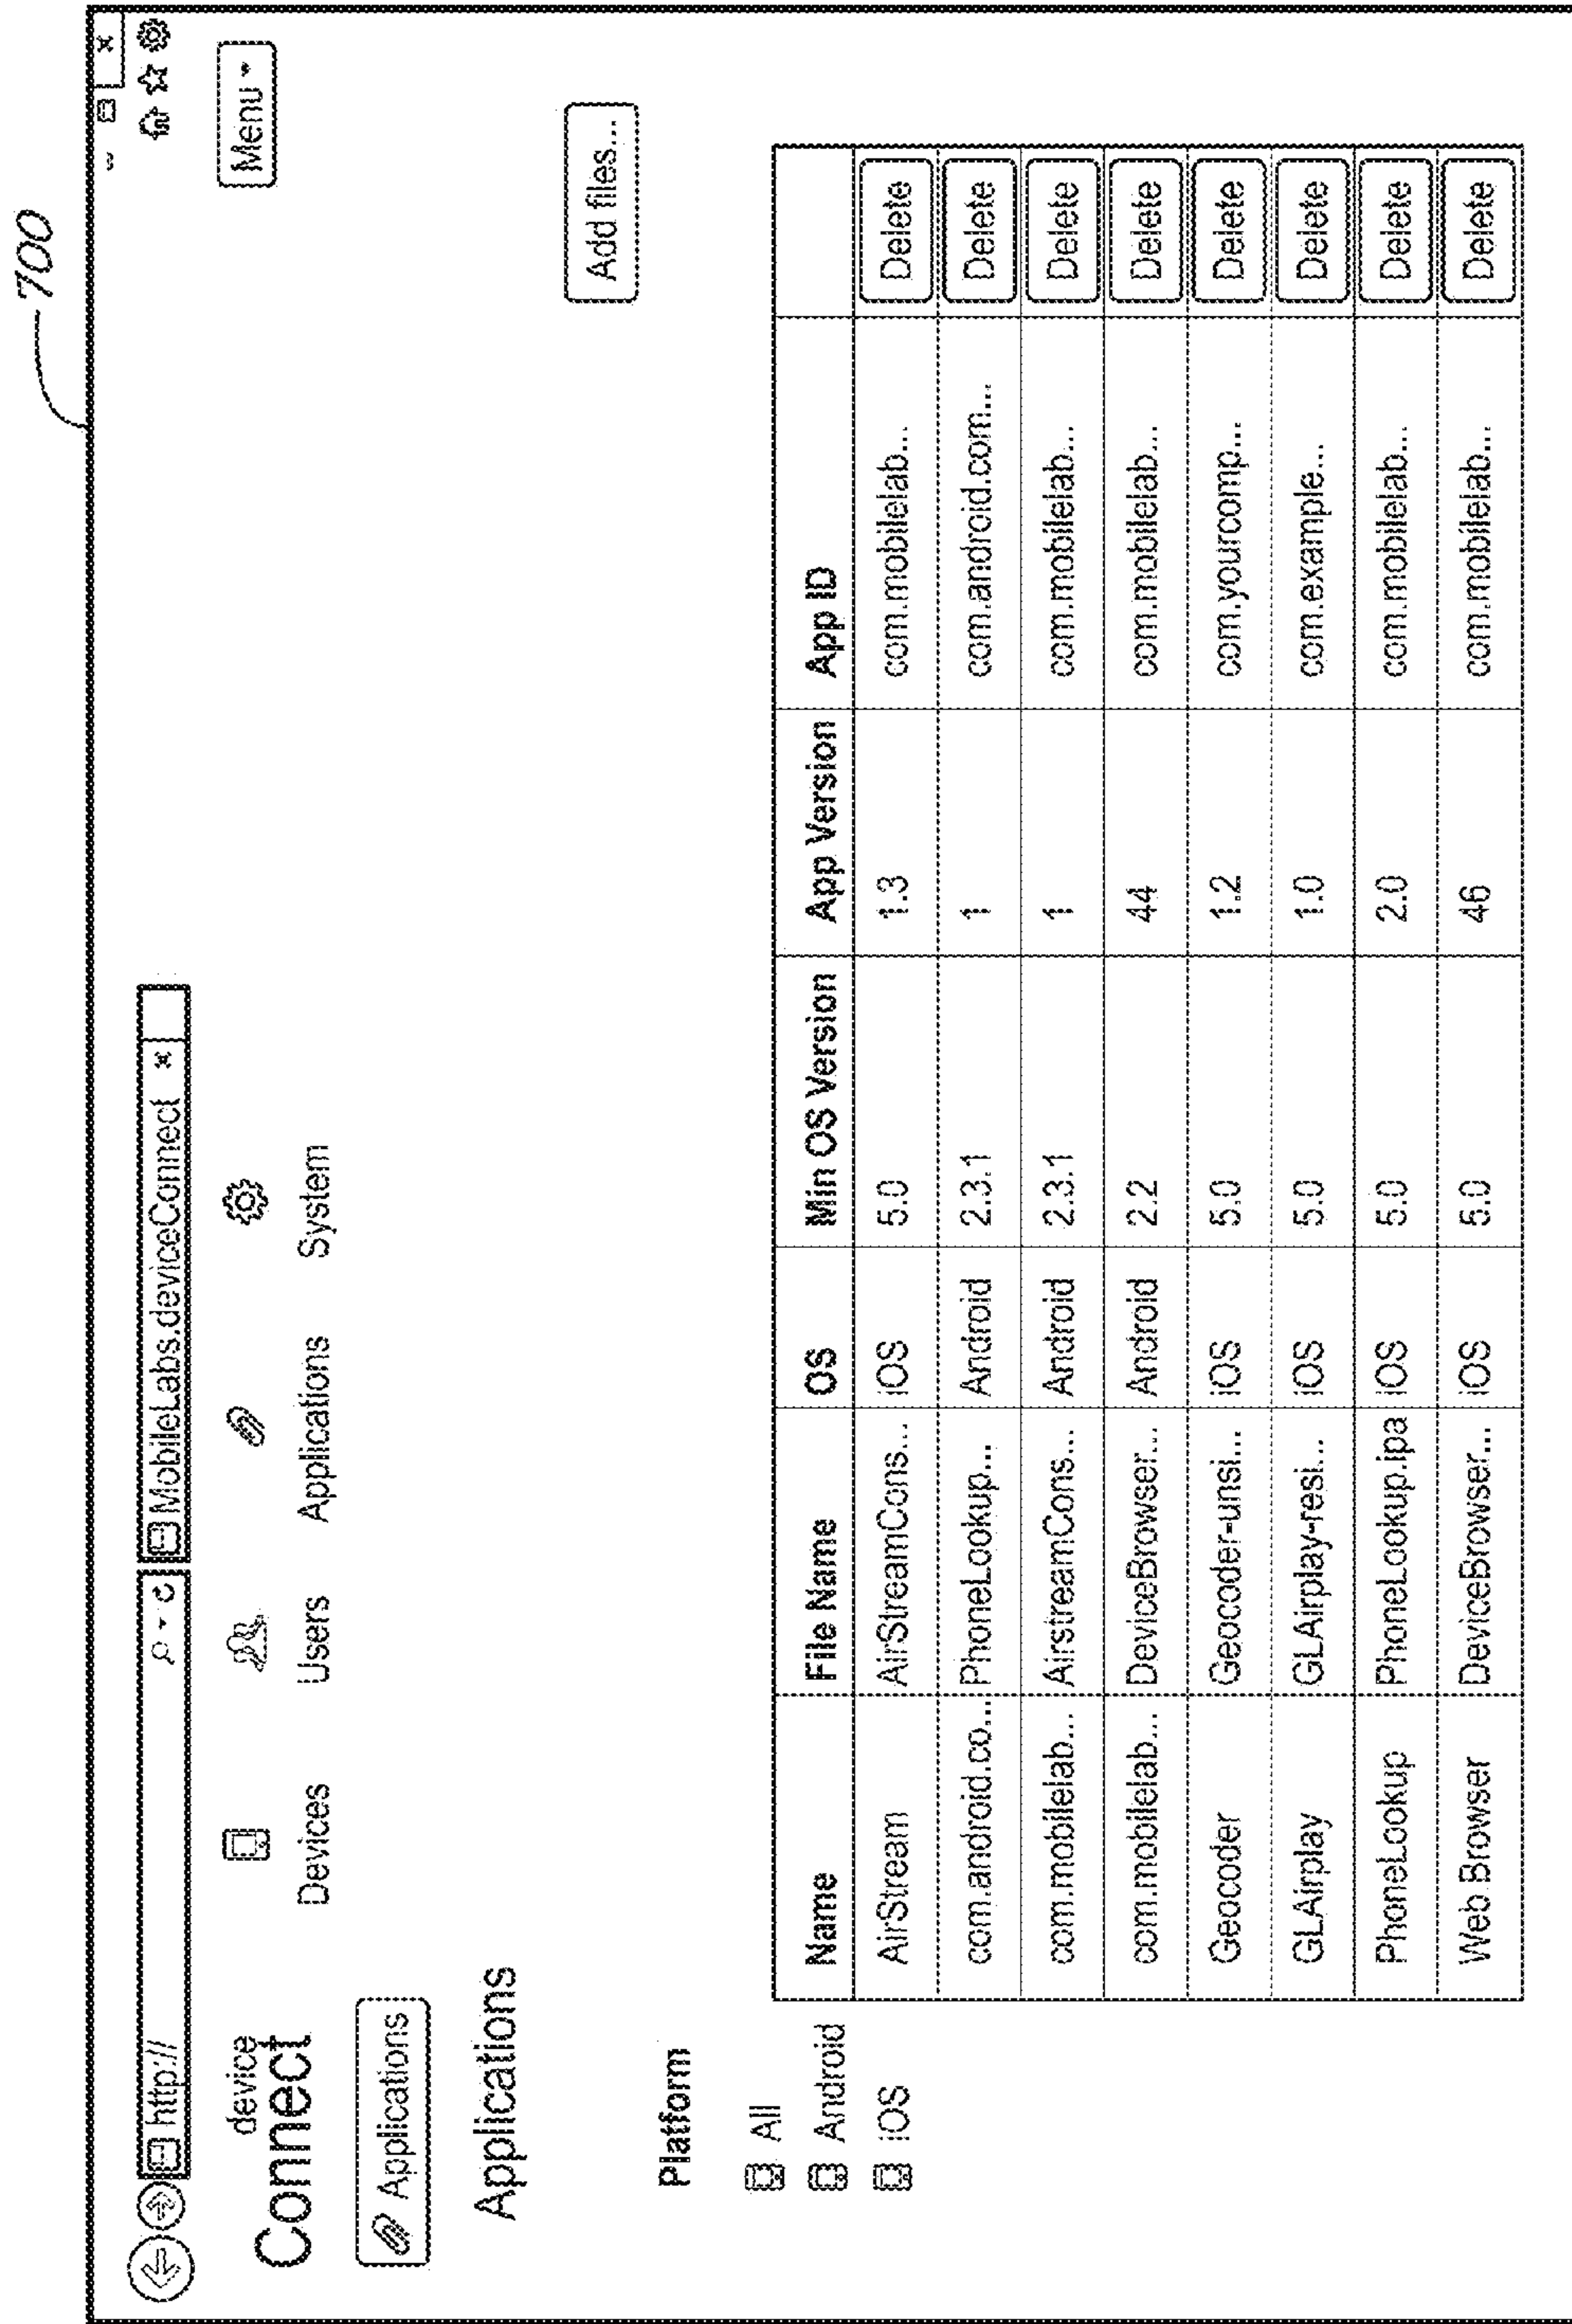 700
http://
MobileLabs.deviceConnect x
device
Connect
Devices Users Applications System
Menu
Applications
Applications
Add files...
Platform
All
Android
iOS
Name File Name OS Min OS Version App Version App ID
AirStream AirStreamCons... iOS 5.0 1.3 com.mobilelab... Delete
com.android.co... PhoneLookup... Android 2.3.1 1 com.android.com... Delete
com.mobilelab... AirstreamCons... Android 2.3.1 1 com.mobilelab... Delete
com.mobilelab... DeviceBrowser... Android 2.2 44 com.mobilelab... Delete
Geocoder Geocoder-unsi... iOS 5.0 1.2 com.yourcomp... Delete
GLAirplay GLAirplay-resi... iOS 5.0 1.0 com.example... Delete
PhoneLookup PhoneLookup.ipa iOS 5.0 2.0 com.mobilelab... Delete
Web Browser DeviceBrowser... iOS 5.0 46 com.mobilelab... Delete